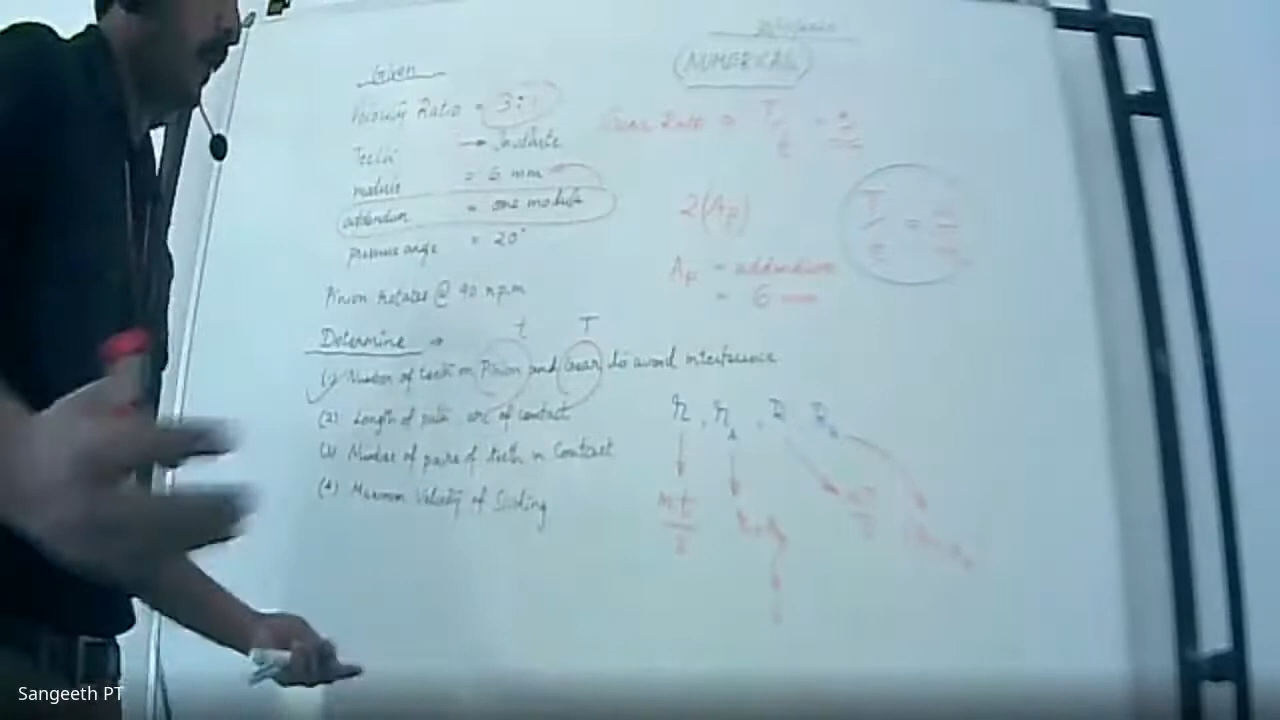 (NUMERICAL)
Given
Velocity Ratio = 3:1
Gear Ratio = T/t =
Teeth → Involute
module = 6 mm
addendum = one module
pressure angle = 20°
2(Ap)
T/t =
Ap = addendum
= 6 mm
Pinion rotates @ 90 rpm
t T
Determine →
(1) Number of teeth on Pinion and Gear to avoid interference
(2) Length of path arc of contact
(3) Number of pairs of teeth in Contact
(4) Maximum Velocity of Sliding
mt/2
Sangeeth PT